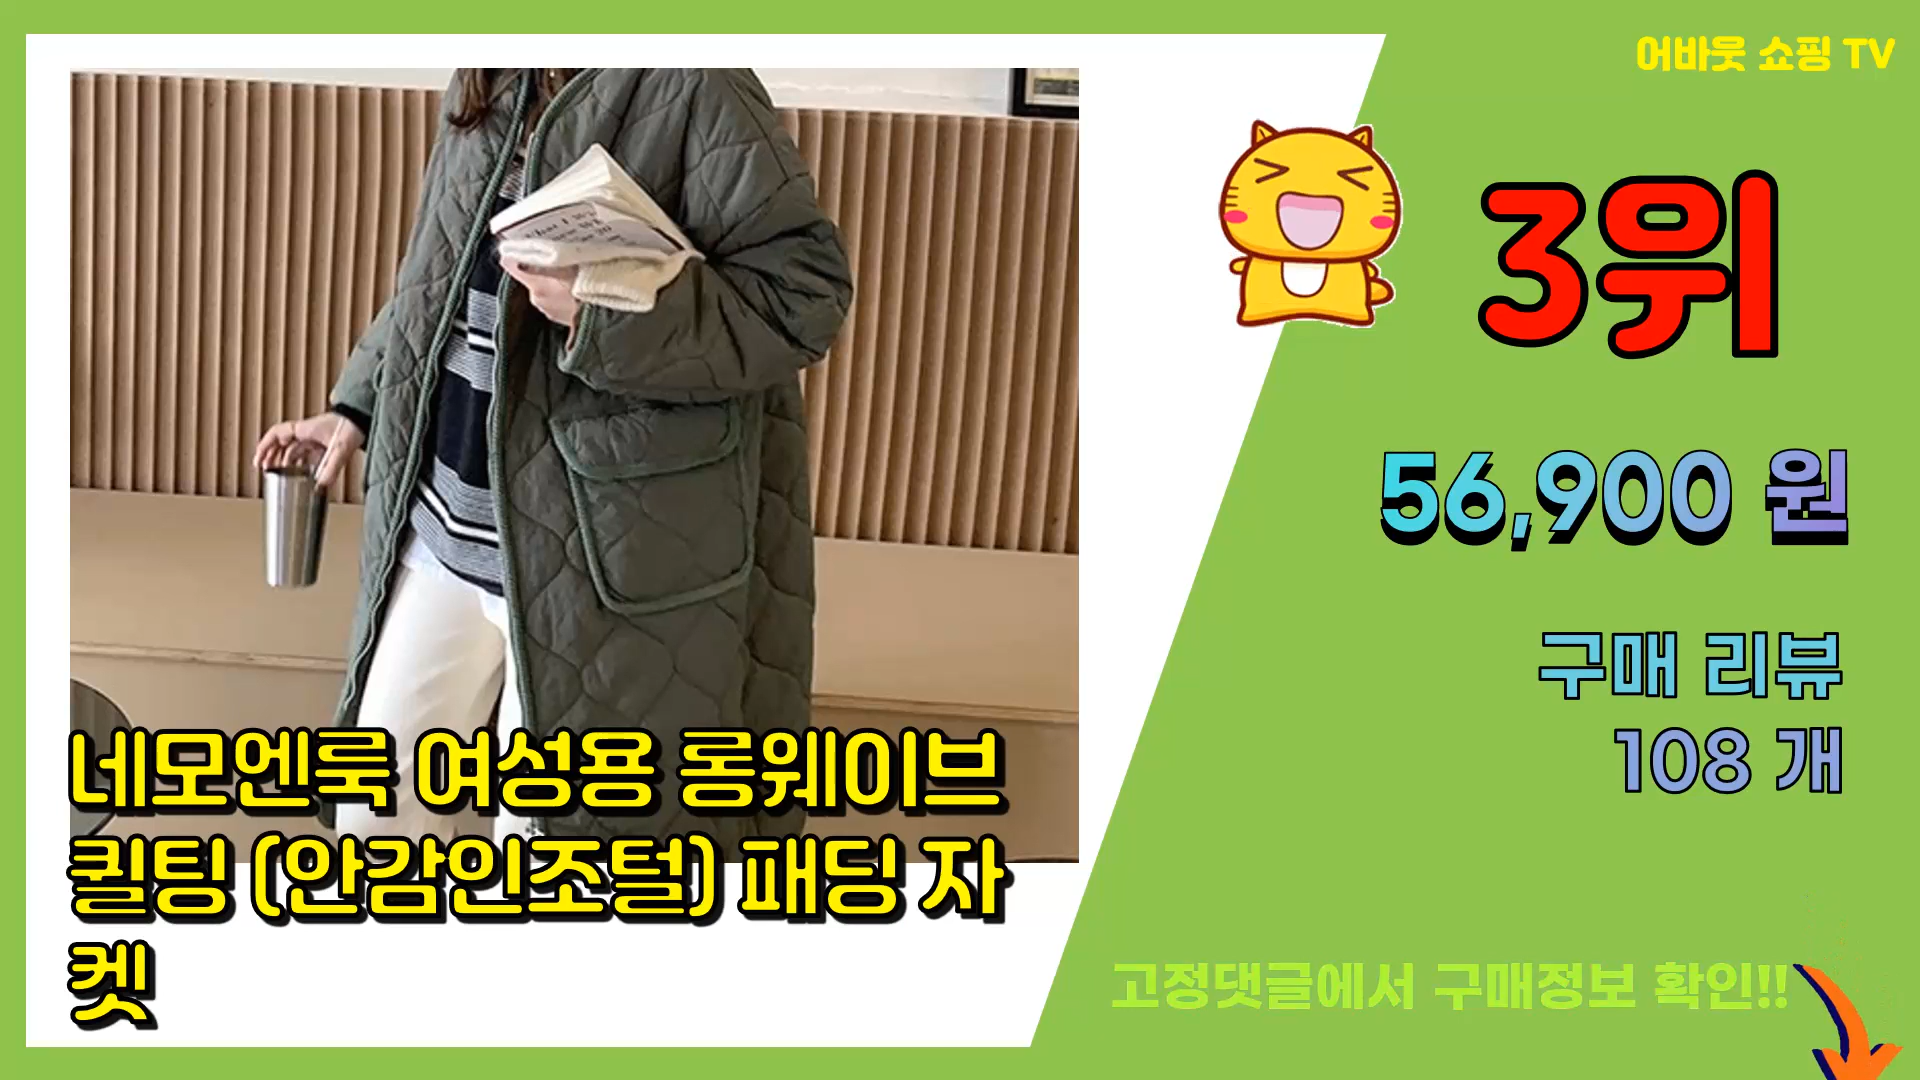 어바웃 쇼핑 TV
3위
56,900 원
구매 리뷰
108 개
네모엔룩 여성용 롱웨이브
퀼팅 (안감인조털) 패딩 자
켓
고정댓글에서 구매정보 확인!!